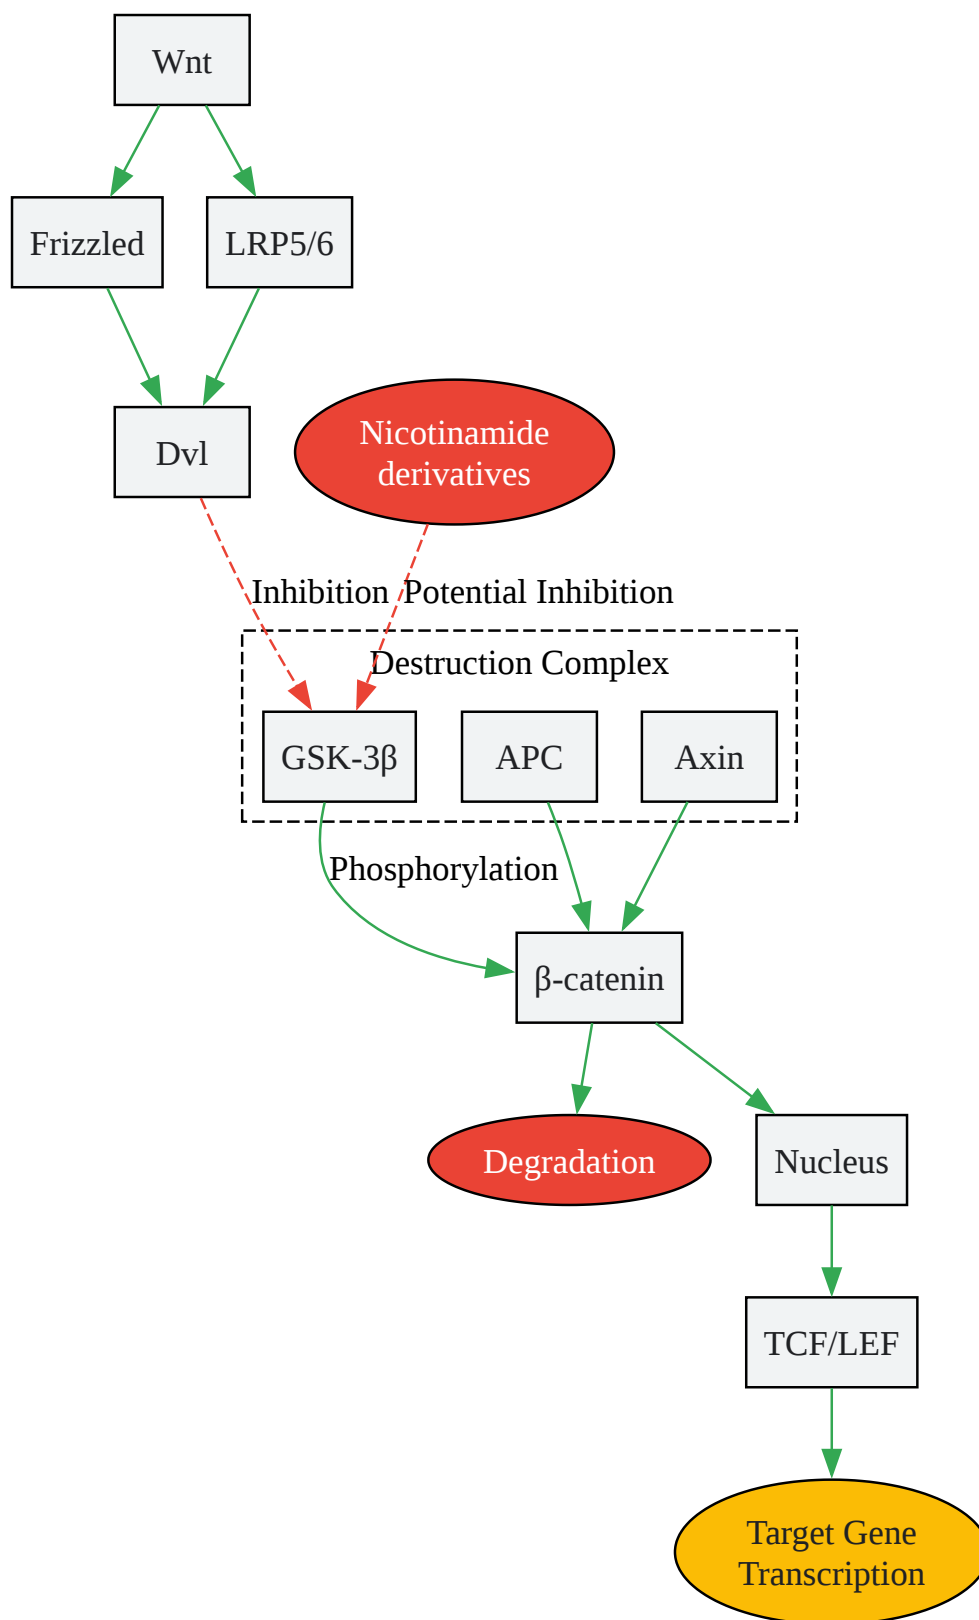 Wnt
Frizzled
LRP5/6
Dvl
Nicotinamide
derivatives
Inhibition
Potential Inhibition
Destruction Complex
GSK-3β
APC
Axin
Phosphorylation
β-catenin
Degradation
Nucleus
TCF/LEF
Target Gene
Transcription